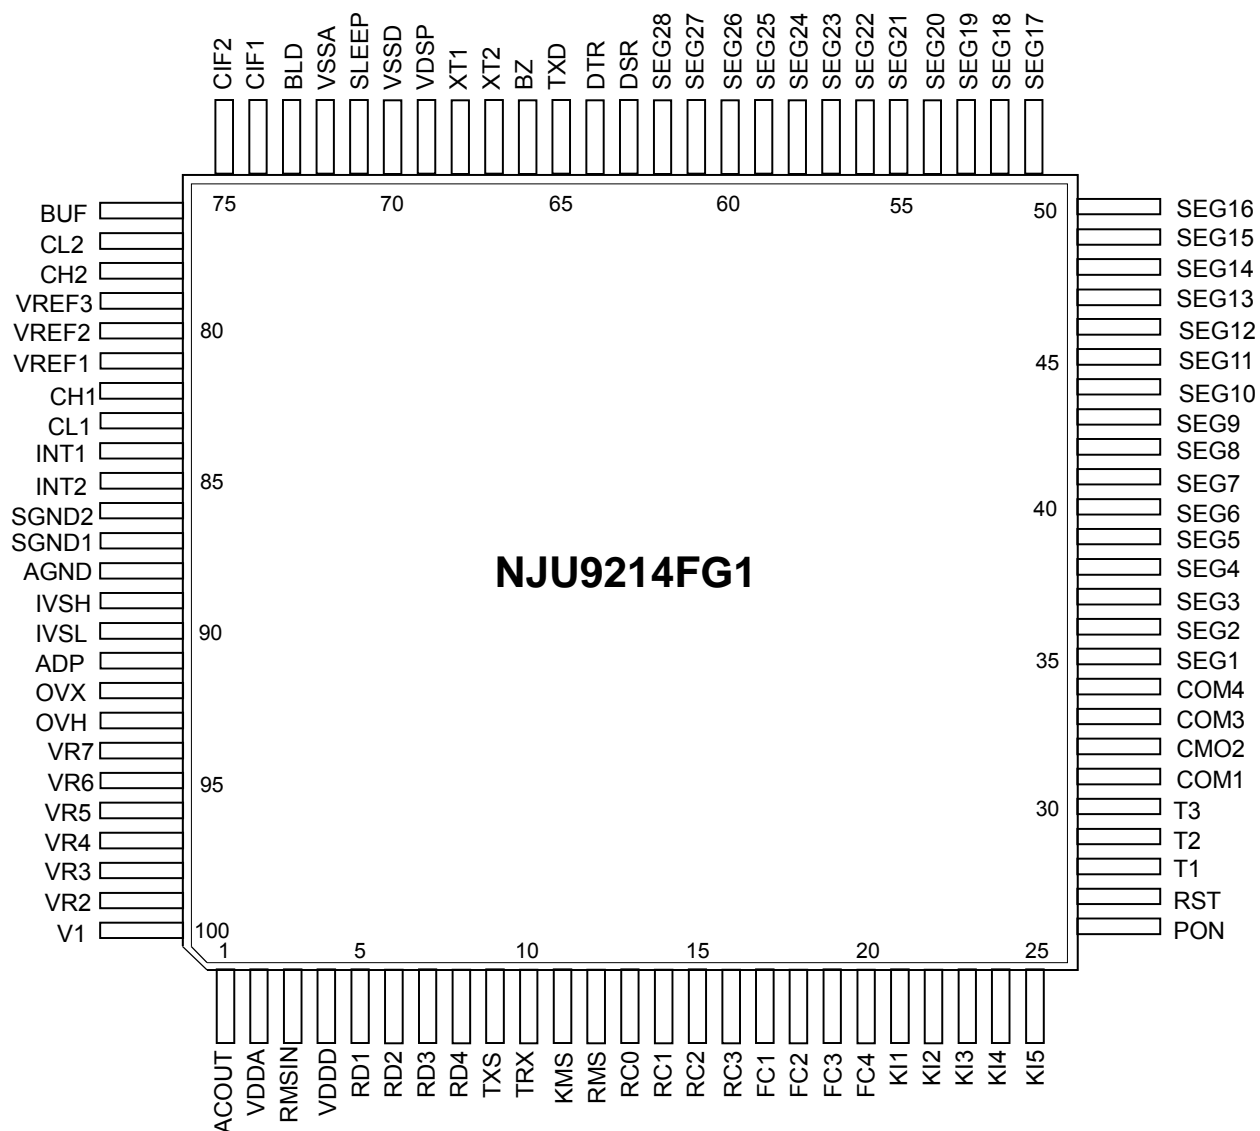 CIF2 CIF1 BLD VSSA SLEEP VSSD VDSP XT1 XT2 BZ TXD DTR DSR SEG28 SEG27 SEG26 SEG25 SEG24 SEG23 SEG22 SEG21 SEG20 SEG19 SEG18 SEG17
75 70 65 60 55 50
BUF
CL2
CH2
VREF3
VREF2
VREF1
CH1
CL1
INT1
INT2
SGND2
SGND1
AGND
IVSH
IVSL
ADP
OVX
OVH
VR7
VR6
VR5
VR4
VR3
VR2
V1
80
85
90
95
100
NJU9214FG1
45
40
35
30
SEG16
SEG15
SEG14
SEG13
SEG12
SEG11
SEG10
SEG9
SEG8
SEG7
SEG6
SEG5
SEG4
SEG3
SEG2
SEG1
COM4
COM3
CMO2
COM1
T3
T2
T1
RST
PON
1 5 10 15 20 25
ACOUT VDDA RMSIN VDDD RD1 RD2 RD3 RD4 TXS TRX KMS RMS RC0 RC1 RC2 RC3 FC1 FC2 FC3 FC4 KI1 KI2 KI3 KI4 KI5